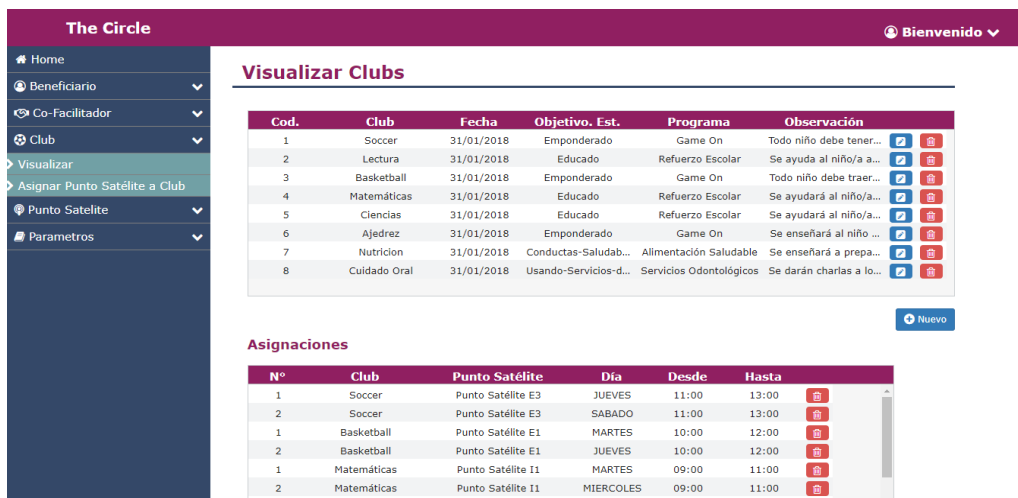 The Circle
Bienvenido
Home
Beneficiario
Co-Facilitador
Club
Visualizar
Asignar Punto Satélite a Club
Punto Satelite
Parametros
Visualizar Clubs
Cod. Club Fecha Objetivo. Est. Programa Observación
1 Soccer 31/01/2018 Emponderado Game On Todo niño debe tener...
2 Lectura 31/01/2018 Educado Refuerzo Escolar Se ayuda al niño/a a...
3 Basketball 31/01/2018 Emponderado Game On Todo niño debe traer...
4 Matemáticas 31/01/2018 Educado Refuerzo Escolar Se ayudará al niño/a...
5 Ciencias 31/01/2018 Educado Refuerzo Escolar Se ayudará al niño/a...
6 Ajedrez 31/01/2018 Emponderado Game On Se enseñará al niño ...
7 Nutricion 31/01/2018 Conductas-Saludab... Alimentación Saludable Se enseñará a prepa...
8 Cuidado Oral 31/01/2018 Usando-Servicios-d... Servicios Odontológicos Se darán charlas a lo...
Nuevo
Asignaciones
N° Club Punto Satélite Día Desde Hasta
1 Soccer Punto Satélite E3 JUEVES 11:00 13:00
2 Soccer Punto Satélite E3 SABADO 11:00 13:00
1 Basketball Punto Satélite E1 MARTES 10:00 12:00
2 Basketball Punto Satélite E1 JUEVES 10:00 12:00
1 Matemáticas Punto Satélite I1 MARTES 09:00 11:00
2 Matemáticas Punto Satélite I1 MIERCOLES 09:00 11:00